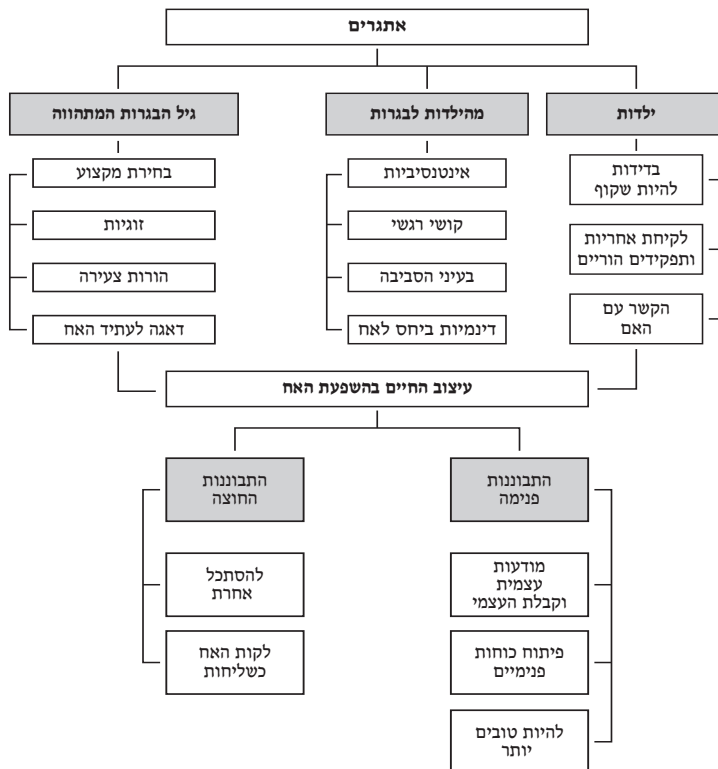 אתגרים
ילדות
מהילדות לבגרות
גיל הבגרות המתהווה
בדידות
להיות שקוף
לקיחת אחריות
ותפקידים הוריים
הקשר עם
האם
אינטנסיביות
קושי רגשי
בעיני הסביבה
דינמיות ביחס לאח
בחירת מקצוע
זוגיות
הורות צעירה
דאגה לעתיד האח
עיצוב החיים בהשפעת האח
התבוננות
פנימה
התבוננות
החוצה
מודעות
עצמית
וקבלת העצמי
פיתוח כוחות
פנימיים
להיות טובים
יותר
להסתכל
אחרת
לקות האח
כשליחות